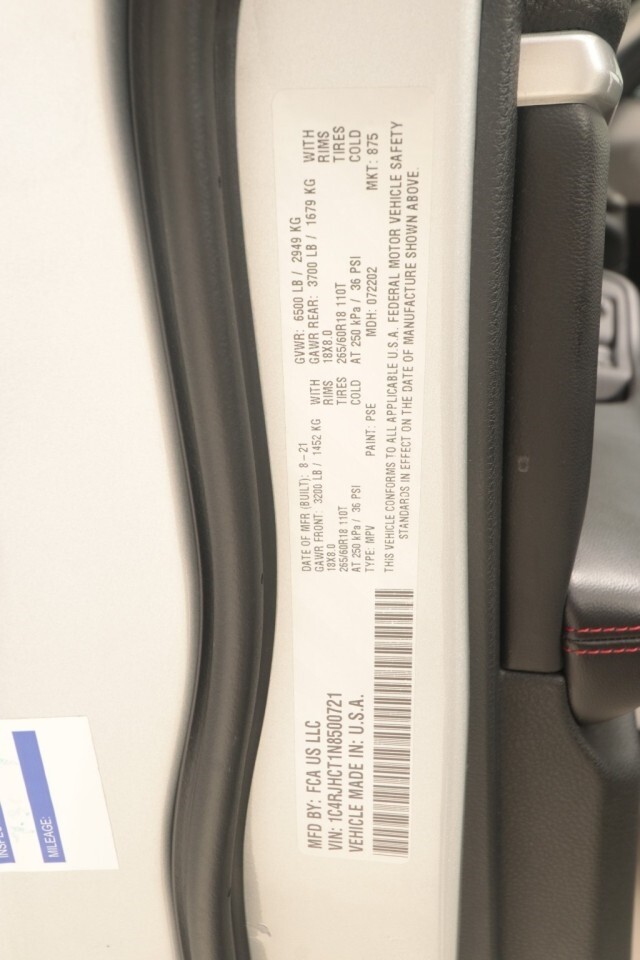 MFD BY: FCA US LLC
VIN: 1C4RJHCT1N8500721
VEHICLE MADE IN: U.S.A.
DATE OF MFR (BUILT): 8-21 GVWR: 6500 LB / 2949 KG
GAWR FRONT: 3200 LB / 1452 KG WITH GAWR REAR: 3700 LB / 1679 KG WITH
18X8.0 RIMS 18X8.0 RIMS
265/60R18 110T TIRES 265/60R18 110T TIRES
AT 250 kPa / 36 PSI COLD AT 250 kPa / 36 PSI COLD
TYPE: MPV PAINT: PSE MDH: 072202 MKT: 875
THIS VEHICLE CONFORMS TO ALL APPLICABLE U.S.A. FEDERAL MOTOR VEHICLE SAFETY
STANDARDS IN EFFECT ON THE DATE OF MANUFACTURE SHOWN ABOVE.
MILEAGE: